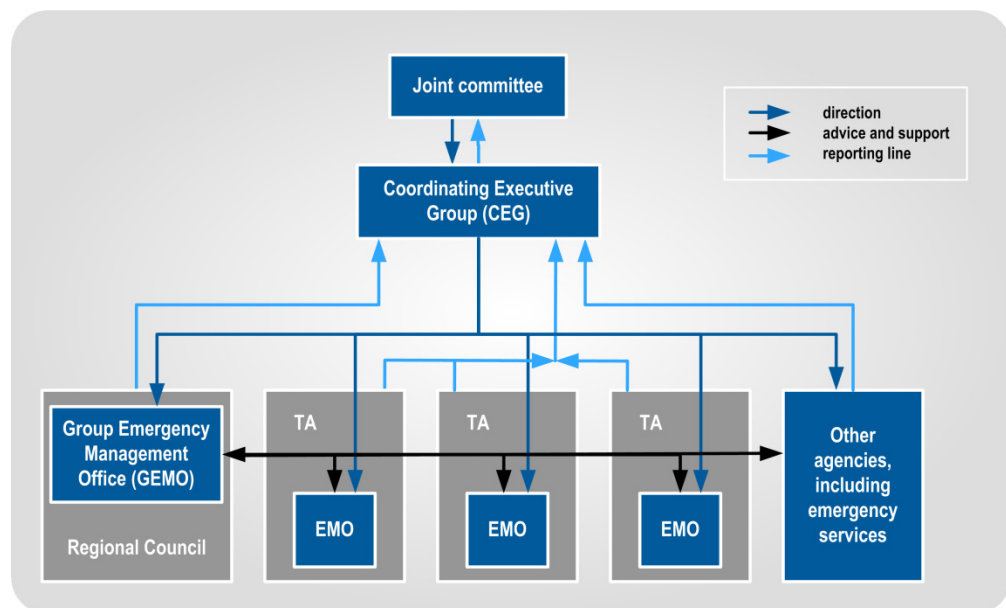 Joint committee
direction
advice and support
reporting line
Coordinating Executive
Group (CEG)
Group Emergency
Management
Office (GEMO)
Regional Council
TA
EMO
TA
EMO
TA
EMO
Other
agencies,
including
emergency
services